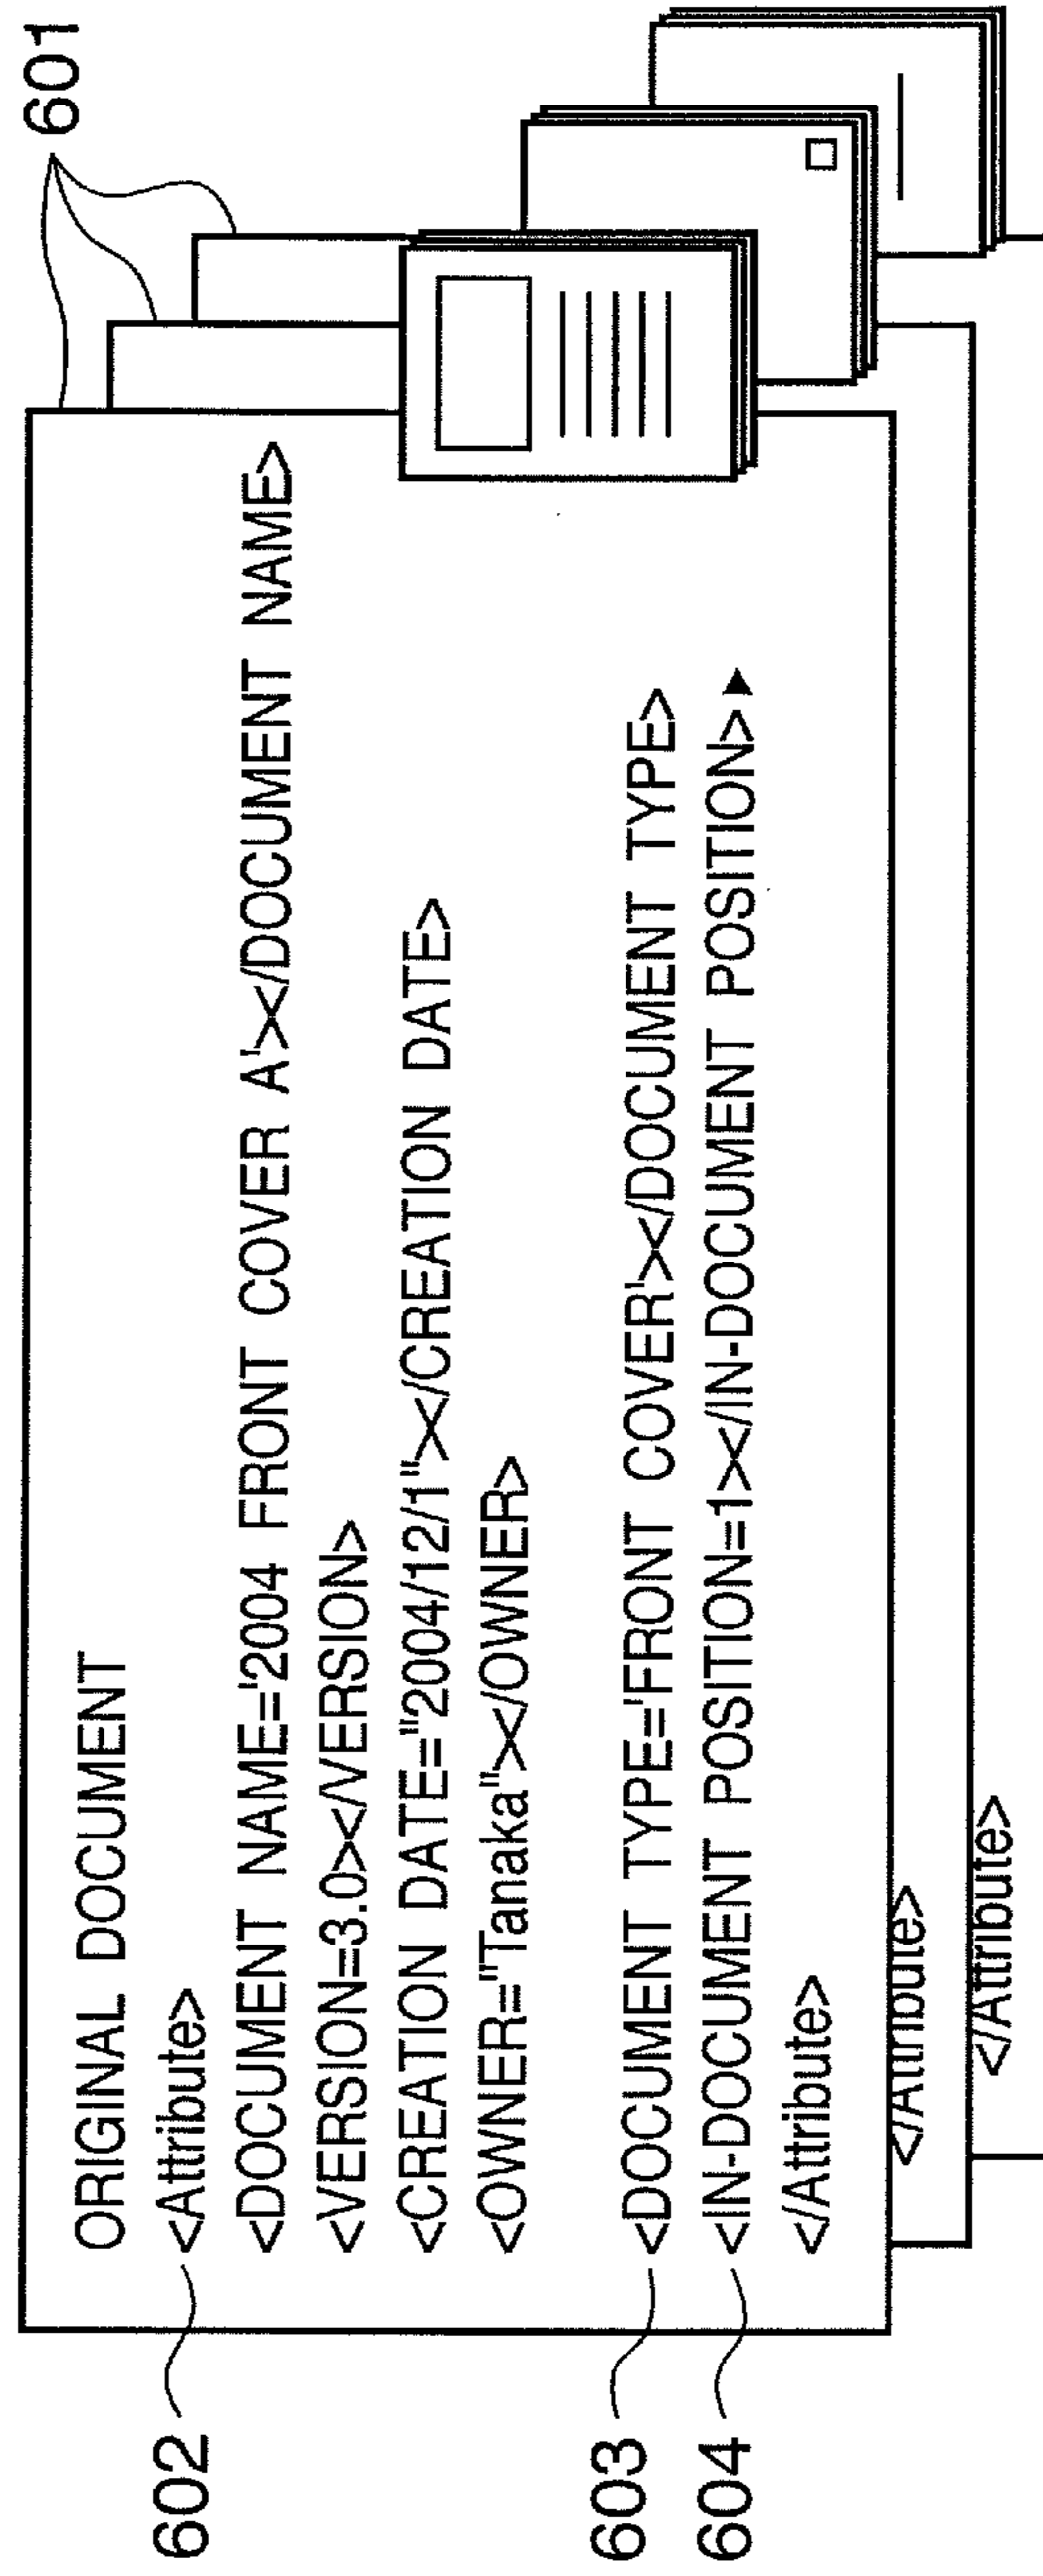 601
ORIGINAL DOCUMENT
602 <Attribute>
<DOCUMENT NAME='2004 FRONT COVER A'></DOCUMENT NAME>
<VERSION=3.0></VERSION>
<CREATION DATE="2004/12/1"></CREATION DATE>
<OWNER="Tanaka"></OWNER>
603 <DOCUMENT TYPE='FRONT COVER'></DOCUMENT TYPE>
604 <IN-DOCUMENT POSITION=1></IN-DOCUMENT POSITION>
</Attribute>
</Attribute>
</Attribute>